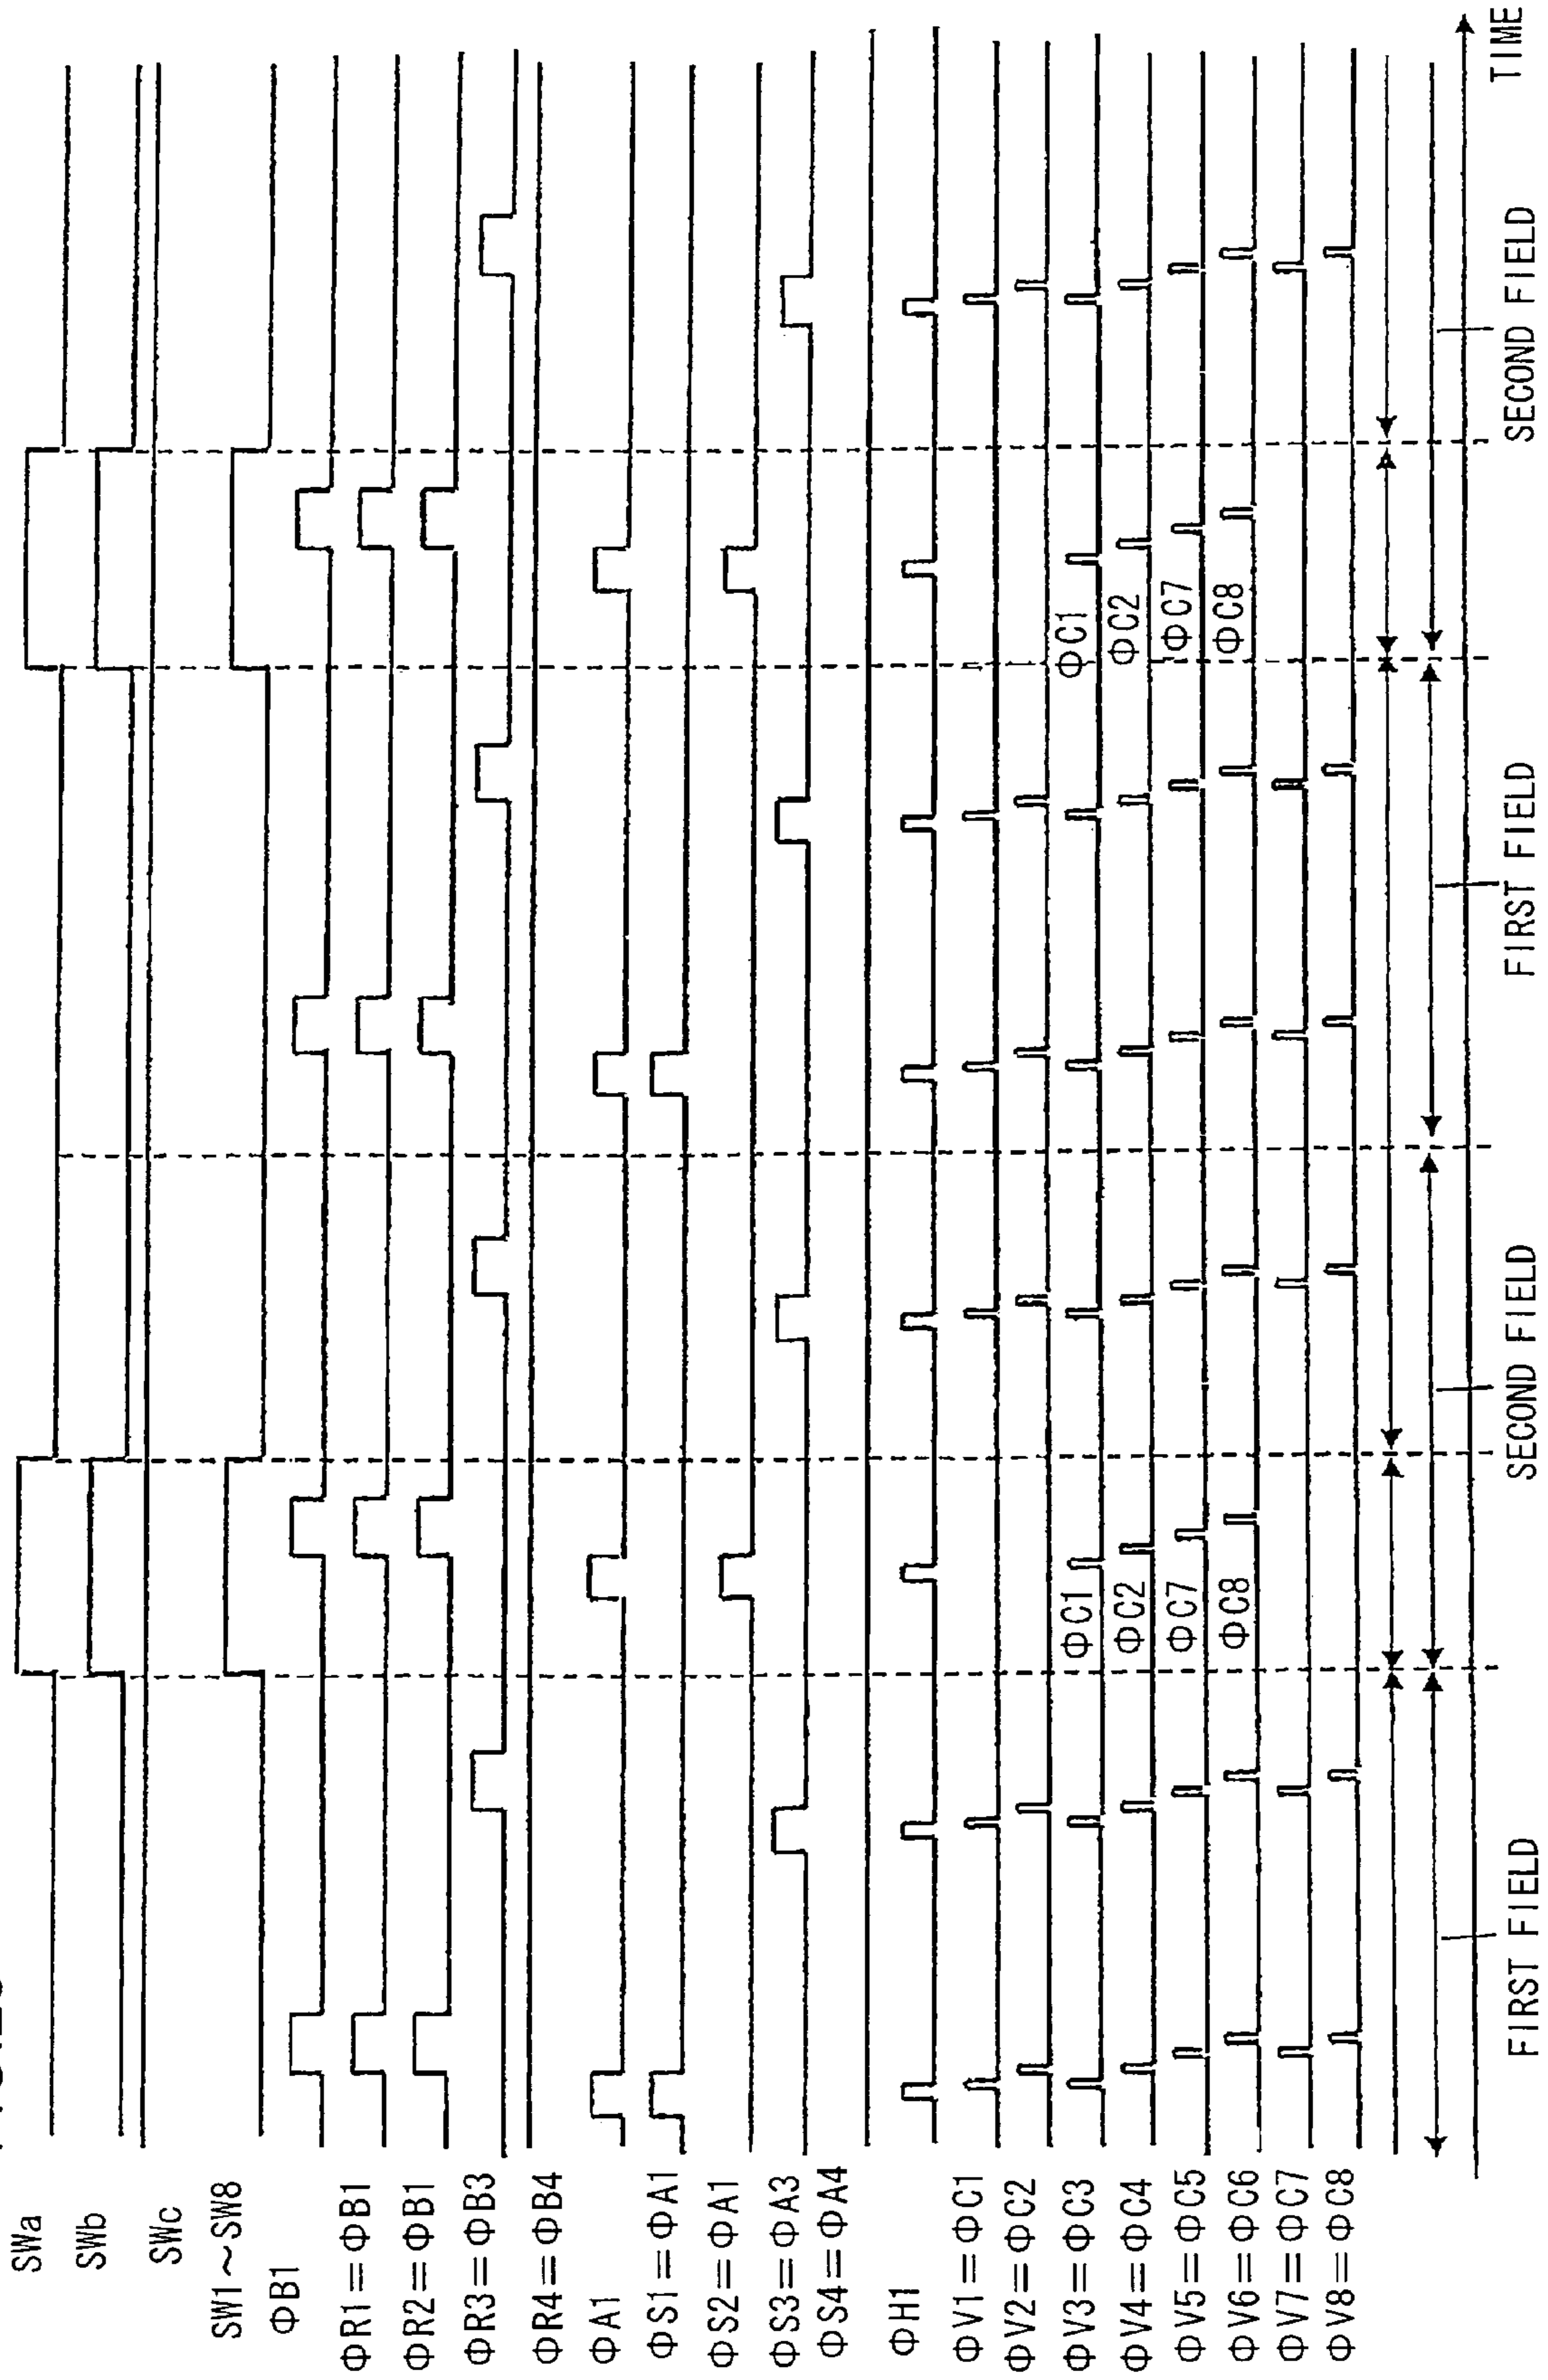 SWa
SWb
SWc
SW1~SW8
ΦB1
ΦR1=ΦB1
ΦR2=ΦB1
ΦR3=ΦB3
ΦR4=ΦB4
ΦA1
ΦS1=ΦA1
ΦS2=ΦA1
ΦS3=ΦA3
ΦS4=ΦA4
ΦH1
ΦV1=ΦC1
ΦV2=ΦC2
ΦV3=ΦC3
ΦV4=ΦC4
ΦV5=ΦC5
ΦV6=ΦC6
ΦV7=ΦC7
ΦV8=ΦC8
ΦC1
ΦC2
ΦC7
ΦC8
ΦC1
ΦC2
ΦC7
ΦC8
FIRST FIELD
SECOND FIELD
FIRST FIELD
SECOND FIELD
TIME